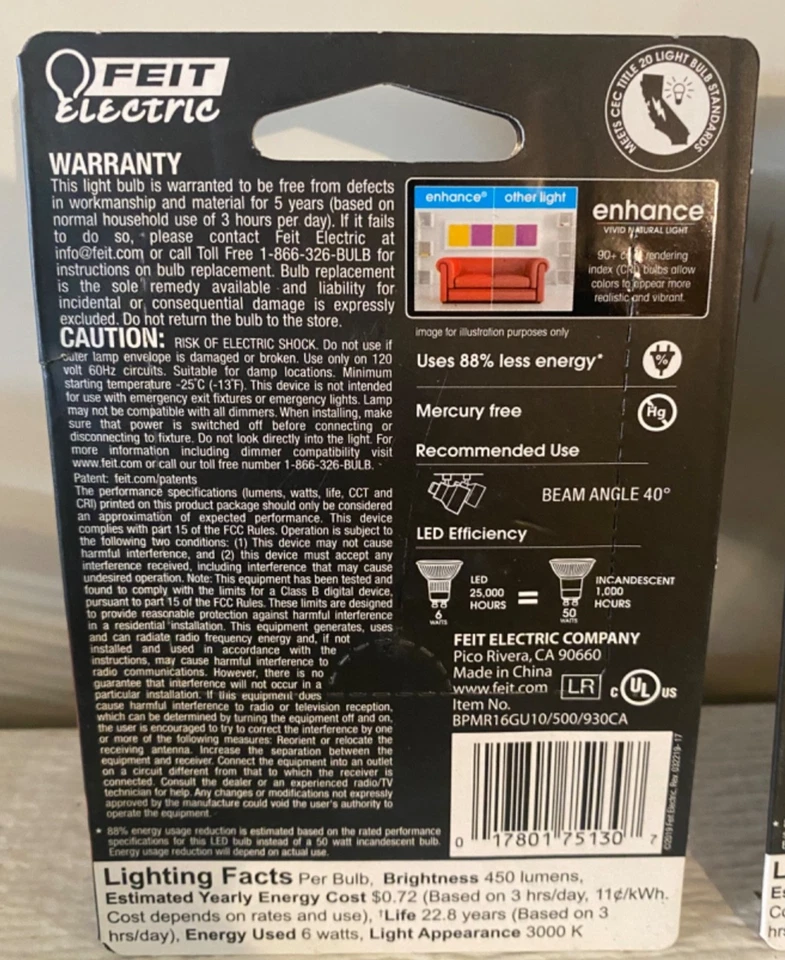 FEIT
Electric
MEETS CEC TITLE 20 LIGHT BULB STANDARDS
WARRANTY
This light bulb is warranted to be free from defects
in workmanship and material for 5 years (based on
normal household use of 3 hours per day). If it fails
to do so, please contact Feit Electric at
info@feit.com or call Toll Free 1-866-326-BULB for
instructions on bulb replacement. Bulb replacement
is the sole remedy available and liability for
incidental or consequential damage is expressly
excluded. Do not return the bulb to the store.
CAUTION: RISK OF ELECTRIC SHOCK. Do not use if
outer lamp envelope is damaged or broken. Use only on 120
volt 60Hz circuits. Suitable for damp locations. Minimum
starting temperature -25°C (-13°F). This device is not intended
for use with emergency exit fixtures or emergency lights. Lamp
may not be compatible with all dimmers. When installing, make
sure that power is switched off before connecting or
disconnecting to fixture. Do not look directly into the light. For
more information including dimmer compatibility visit
www.feit.com or call our toll free number 1-866-326-BULB.
Patent: feit.com/patents
The performance specifications (lumens, watts, life, CCT and
CRI) printed on this product package should only be considered
an approximation of expected performance. This device
complies with part 15 of the FCC Rules. Operation is subject to
the following two conditions: (1) This device may not cause
harmful interference, and (2) this device must accept any
interference received, including interference that may cause
undesired operation. Note: This equipment has been tested and
found to comply with the limits for a Class B digital device,
pursuant to part 15 of the FCC Rules. These limits are designed
to provide reasonable protection against harmful interference
in a residential installation. This equipment generates, uses
and can radiate radio frequency energy and, if not
installed and used in accordance with the
instructions, may cause harmful interference to
radio communications. However, there is no
guarantee that interference will not occur in a
particular installation. If this equipment does
cause harmful interference to radio or television reception,
which can be determined by turning the equipment off and on,
the user is encouraged to try to correct the interference by one
or more of the following measures: Reorient or relocate the
receiving antenna. Increase the separation between the
equipment and receiver. Connect the equipment into an outlet
on a circuit different from that to which the receiver is
connected. Consult the dealer or an experienced radio/TV
technician for help. Any changes or modifications not expressly
approved by the manufacture could void the user's authority to
operate the equipment.
* 88% energy usage reduction is estimated based on the rated performance
specifications for this LED bulb instead of a 50 watt incandescent bulb.
Energy usage reduction will depend on actual use.
enhance® other light
enhance
VIVID NATURAL LIGHT
90+ rendering
index (CRI) bulbs allow
colors to appear more
realistic and vibrant.
image for illustration purposes only
Uses 88% less energy*
%
Mercury free
Hg
Recommended Use
BEAM ANGLE 40°
LED Efficiency
LED
25,000
HOURS
6
WATTS
=
INCANDESCENT
1,000
HOURS
50
WATTS
FEIT ELECTRIC COMPANY
Pico Rivera, CA 90660
Made in China
www.feit.com
LR
C UL US
Item No.
BPMR16GU10/500/930CA
0 17801 75130 7
©2019 Feit Electric. Rev. 032219-17
Lighting Facts Per Bulb, Brightness 450 lumens,
Estimated Yearly Energy Cost $0.72 (Based on 3 hrs/day, 11¢/kWh.
Cost depends on rates and use), †Life 22.8 years (Based on 3
hrs/day), Energy Used 6 watts, Light Appearance 3000 K